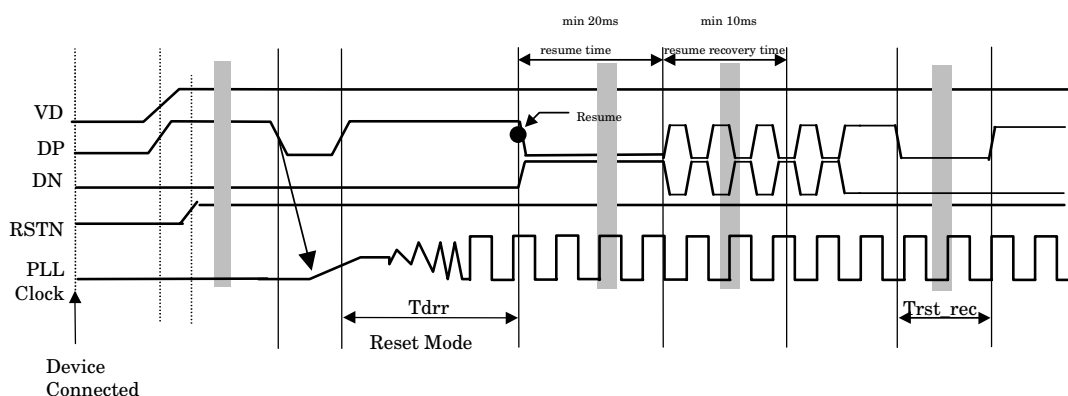 min 20ms
min 10ms
resume time
resume recovery time
VD
DP
Resume
DN
RSTN
PLL
Clock
Tdrr
Trst_rec
Reset Mode
Device
Connected